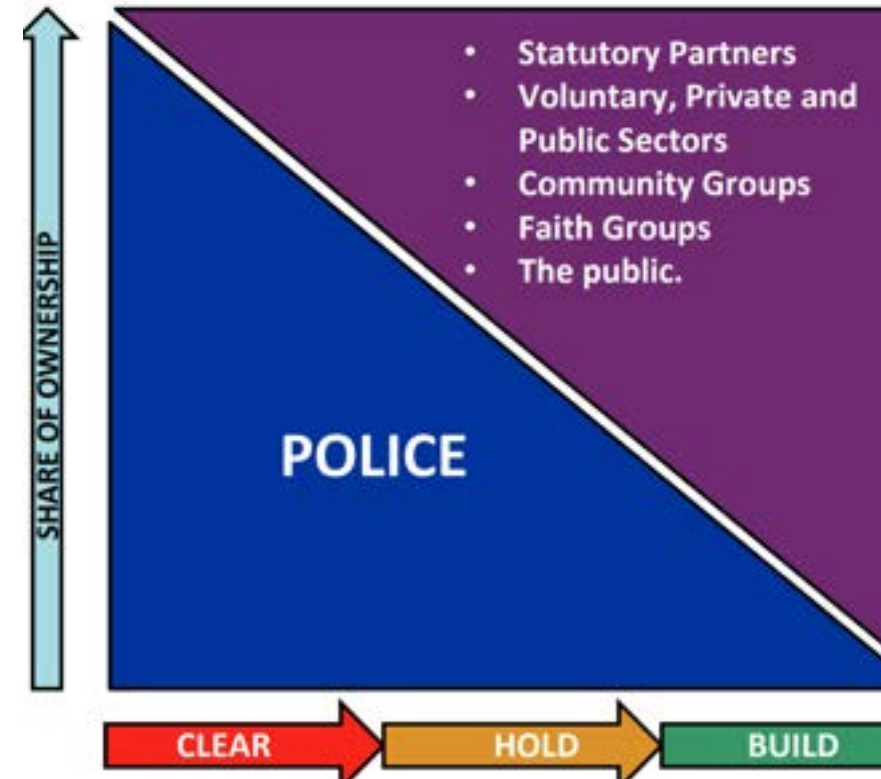 • Statutory Partners
• Voluntary, Private and
Public Sectors
• Community Groups
• Faith Groups
• The public.
SHARE OF OWNERSHIP
POLICE
CLEAR
HOLD
BUILD